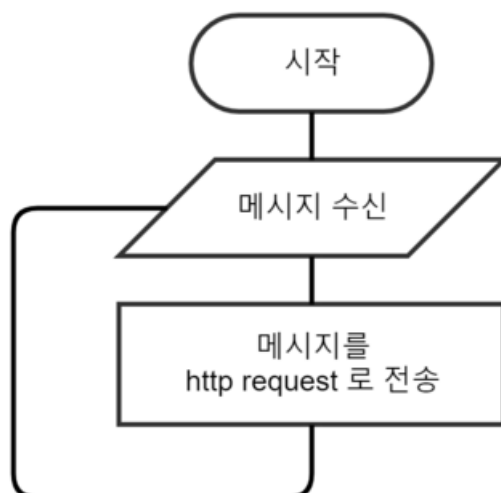 시작
메시지 수신
메시지를
http request 로 전송